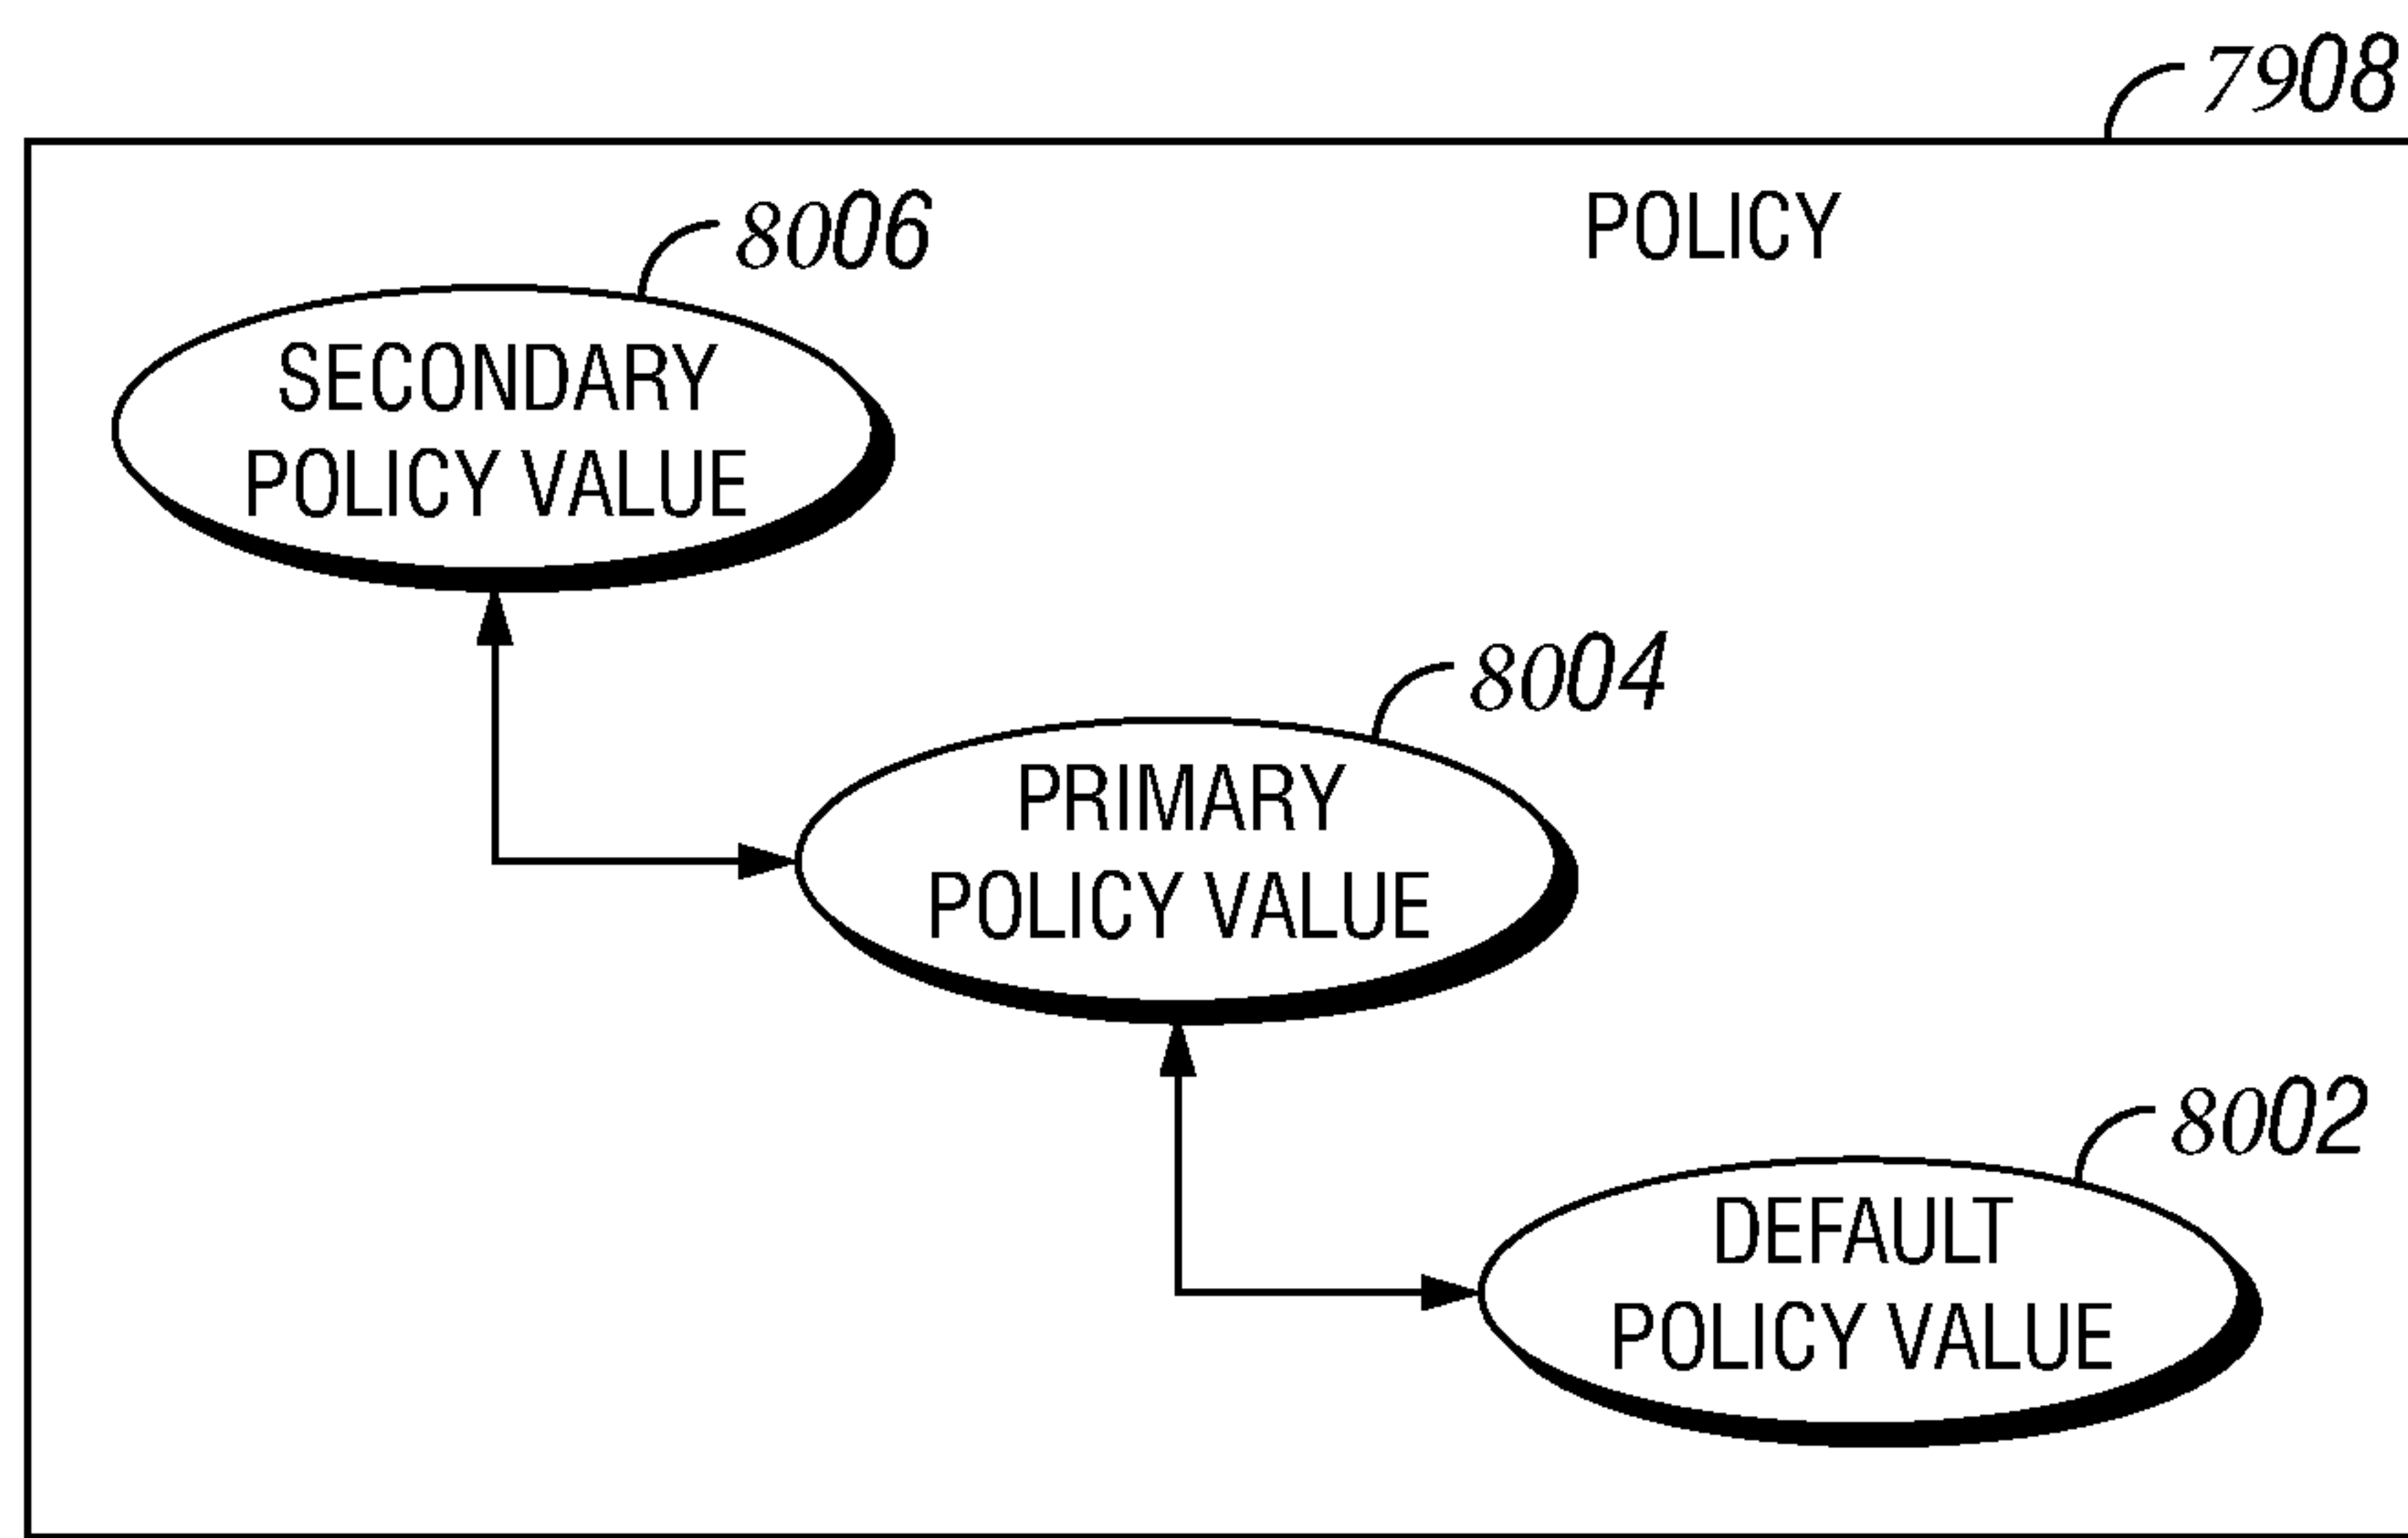 7908
POLICY
8006
SECONDARY
POLICY VALUE
8004
PRIMARY
POLICY VALUE
8002
DEFAULT
POLICY VALUE